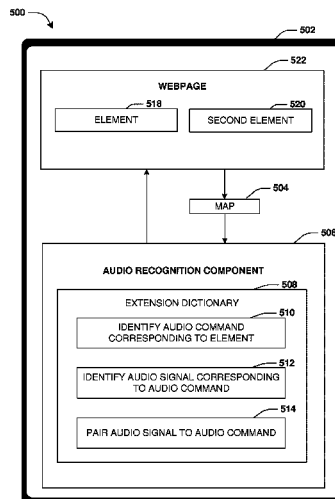 500
502
522
WEBPAGE
518
520
ELEMENT
SECOND ELEMENT
504
MAP
506
AUDIO RECOGNITION COMPONENT
508
EXTENSION DICTIONARY
510
IDENTIFY AUDIO COMMAND
CORRESPONDING TO ELEMENT
512
IDENTIFY AUDIO SIGNAL CORRESPONDING
TO AUDIO COMMAND
514
PAIR AUDIO SIGNAL TO AUDIO COMMAND